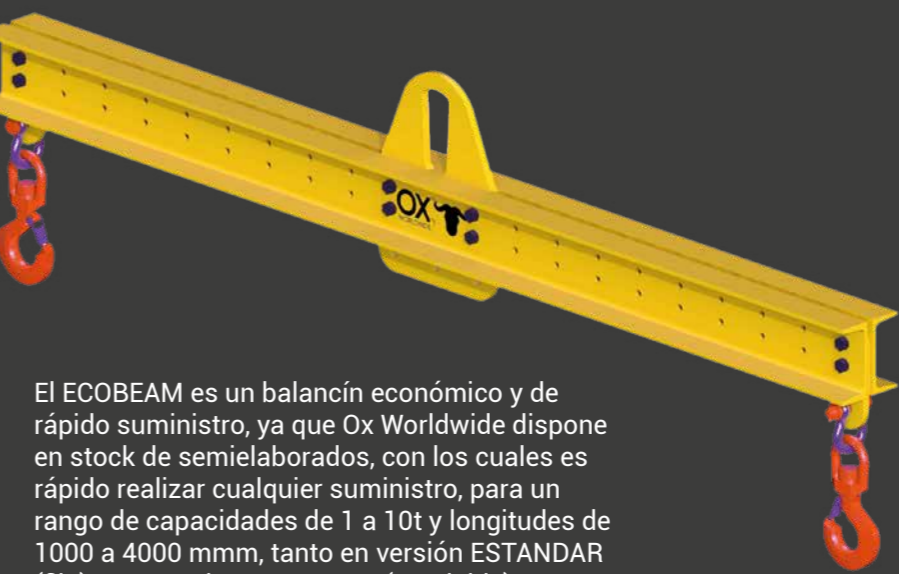 OX
El ECOBEAM es un balancín económico y de
rápido suministro, ya que Ox Worldwide dispone
en stock de semielaborados, con los cuales es
rápido realizar cualquier suministro, para un
rango de capacidades de 1 a 10t y longitudes de
1000 a 4000 mmm, tanto en versión ESTANDAR